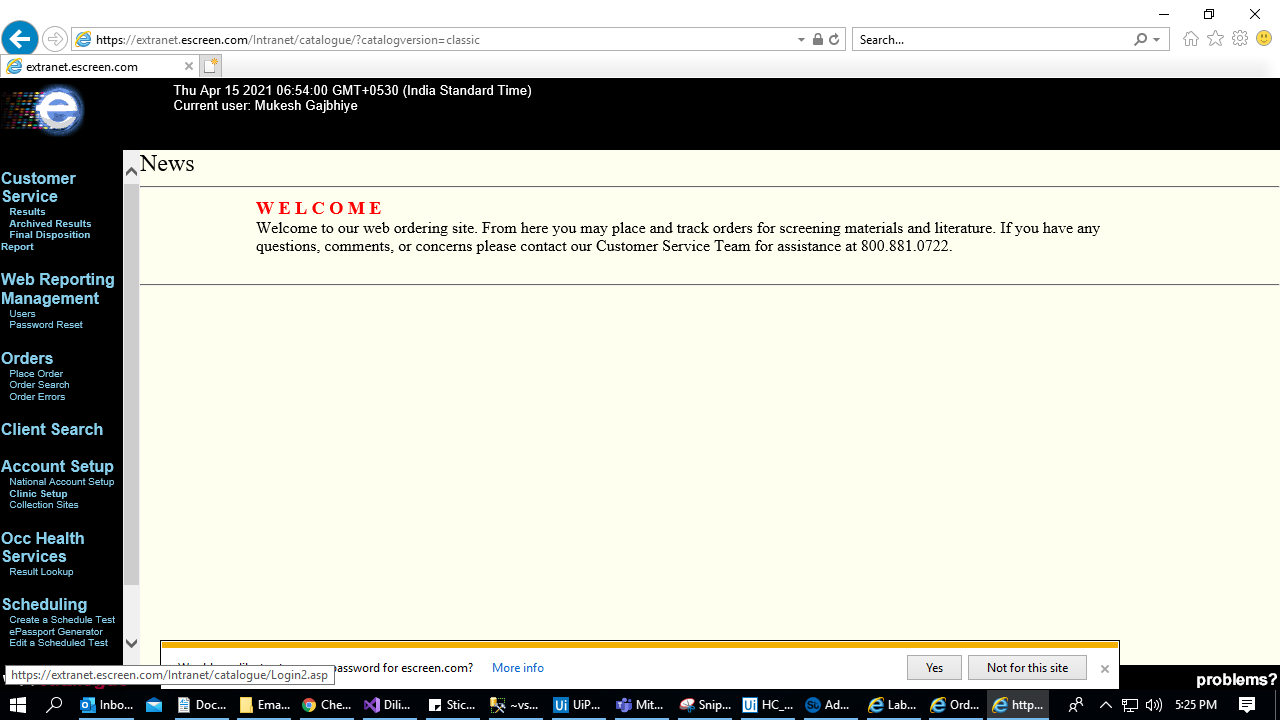 https://extranet.escreen.com/Intranet/catalogue/?catalogversion=classic
Search...
extranet.escreen.com
Thu Apr 15 2021 06:54:00 GMT+0530 (India Standard Time)
Current user: Mukesh Gajbhiye
Customer
Service
Results
Archived Results
Final Disposition
Report
Web Reporting
Management
Users
Password Reset
Orders
Place Order
Order Search
Order Errors
Client Search
Account Setup
National Account Setup
Clinic Setup
Collection Sites
Occ Health
Services
Result Lookup
Scheduling
Create a Schedule Test
ePassport Generator
Edit a Scheduled Test
News
W E L C O M E
Welcome to our web ordering site. From here you may place and track orders for screening materials and literature. If you have any
questions, comments, or concerns please contact our Customer Service Team for assistance at 800.881.0722.
password for escreen.com? More info Yes Not for this site
https://extranet.escreen.com/Intranet/catalogue/Login2.asp
problems?
Inbo... Doc... Ema... Che... Dili... Stic... ~vs... UiP... Mit... Snip... HC_... Ad... Lab... Ord... http... 5:25 PM